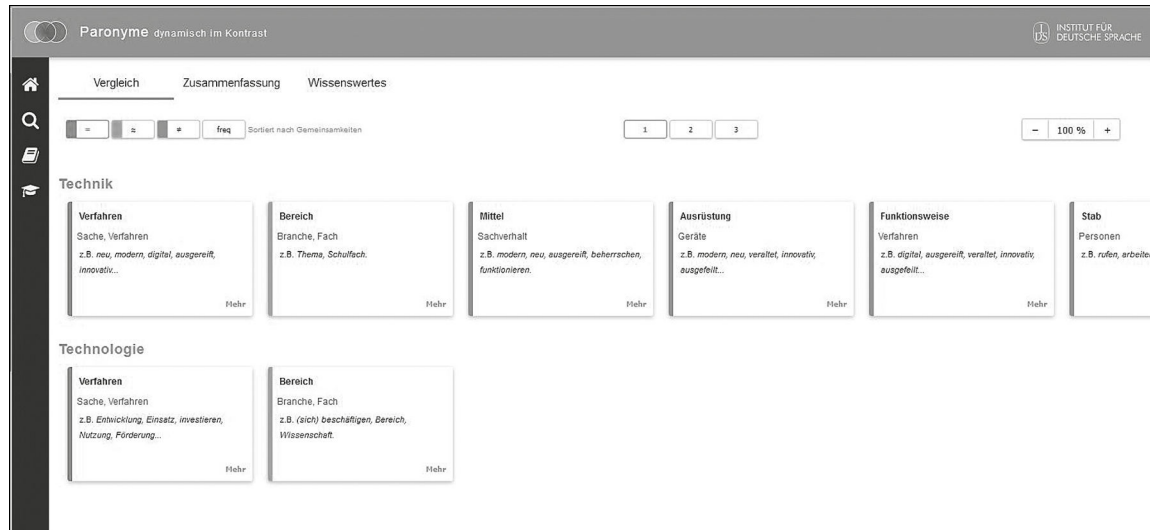 Paronyme dynamisch im Kontrast
IDS INSTITUT FÜR
DEUTSCHE SPRACHE
Vergleich Zusammenfassung Wissenswertes
= ≈ ≠ freq Sortiert nach Gemeinsamkeiten 1 2 3 − 100 % +
Technik
Verfahren
Sache, Verfahren
z.B. neu, modern, digital, ausgereift,
innovativ...
Mehr
Bereich
Branche, Fach
z.B. Thema, Schulfach.
Mehr
Mittel
Sachverhalt
z.B. modern, neu, ausgereift, beherrschen,
funktionieren.
Mehr
Ausrüstung
Geräte
z.B. modern, neu, veraltet, innovativ,
ausgefeilt...
Mehr
Funktionsweise
Verfahren
z.B. digital, ausgereift, veraltet, innovativ,
ausgefeilt...
Mehr
Stab
Personen
z.B. rufen, arbeite
Technologie
Verfahren
Sache, Verfahren
z.B. Entwicklung, Einsatz, investieren,
Nutzung, Förderung...
Mehr
Bereich
Branche, Fach
z.B. (sich) beschäftigen, Bereich,
Wissenschaft.
Mehr